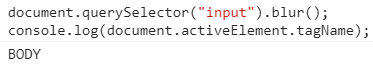 document.querySelector("input").blur();
console.log(document.activeElement.tagName);
BODY